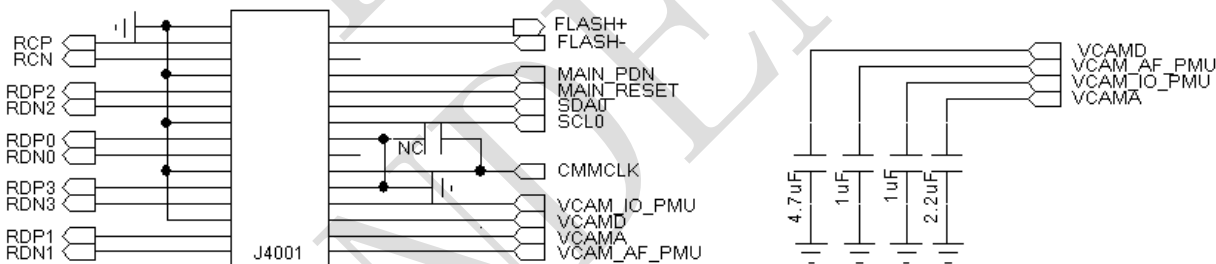 RCP
RCN
RDP2
RDN2
RDP0
RDN0
RDP3
RDN3
RDP1
RDN1
J4001
FLASH+
FLASH-
MAIN_PDN
MAIN_RESET
SDA0
SCL0
NC
CMMCLK
VCAM_IO_PMU
VCAMD
VCAMA
VCAM_AF_PMU
VCAMD
VCAM_AF_PMU
VCAM_IO_PMU
VCAMA
4.7uF
1uF
1uF
2.2uF